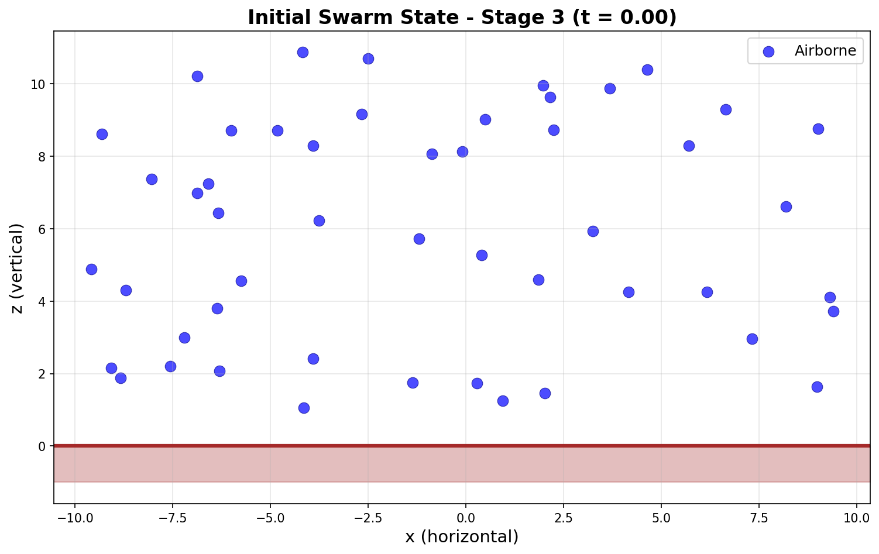 Initial Swarm State - Stage 3 (t = 0.00)
Airborne
10
8
6
4
2
0
z (vertical)
−10.0 −7.5 −5.0 −2.5 0.0 2.5 5.0 7.5 10.0
x (horizontal)